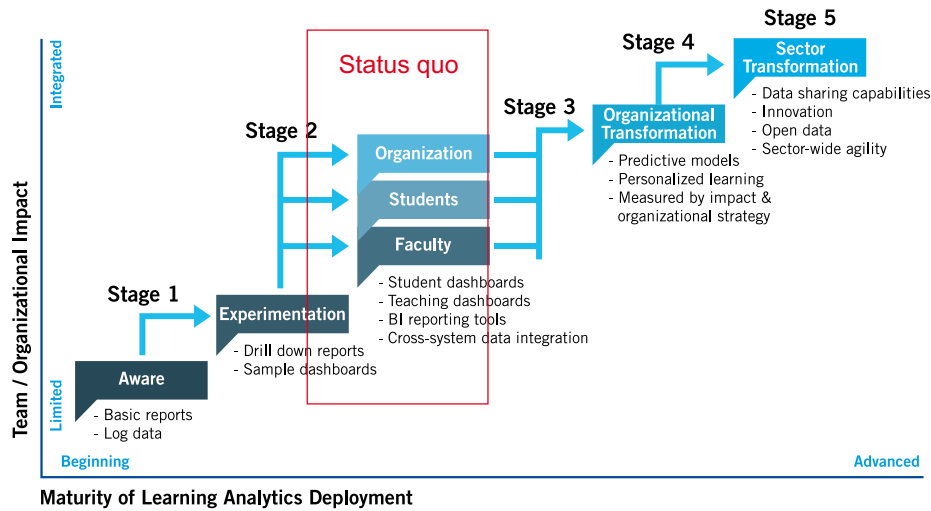 Stage 5
Sector
Transformation
- Data sharing capabilities
- Innovation
- Open data
- Sector-wide agility
Stage 4
Organizational
Transformation
- Predictive models
- Personalized learning
- Measured by impact &
organizational strategy
Status quo
Stage 3
Stage 2
Organization
Students
Faculty
- Student dashboards
- Teaching dashboards
- BI reporting tools
- Cross-system data integration
Stage 1
Experimentation
- Drill down reports
- Sample dashboards
Aware
- Basic reports
- Log data
Team / Organizational Impact
Integrated
Limited
Beginning
Advanced
Maturity of Learning Analytics Deployment